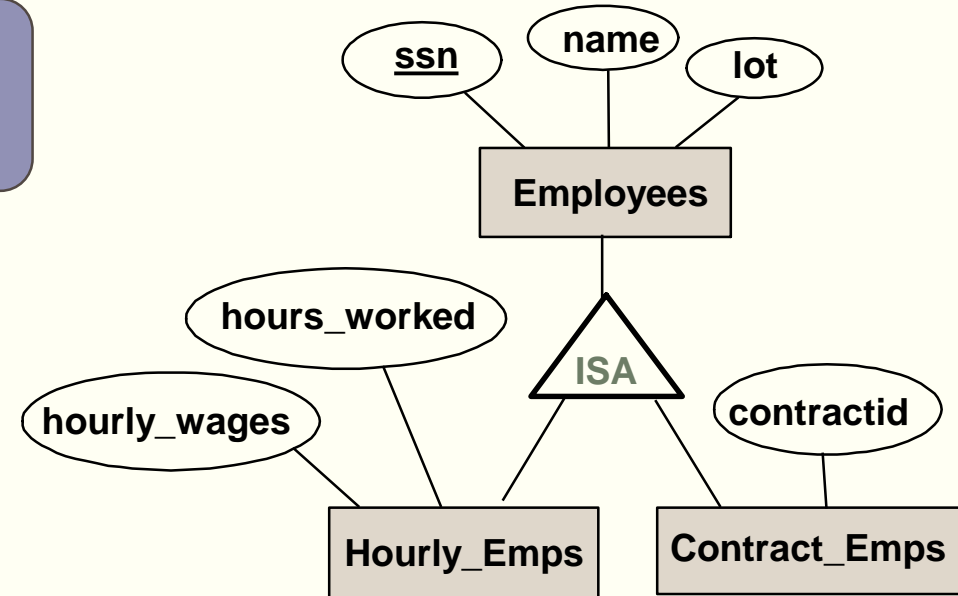 name
ssn
lot
Employees
hours_worked
ISA
hourly_wages
contractid
Hourly_Emps
Contract_Emps